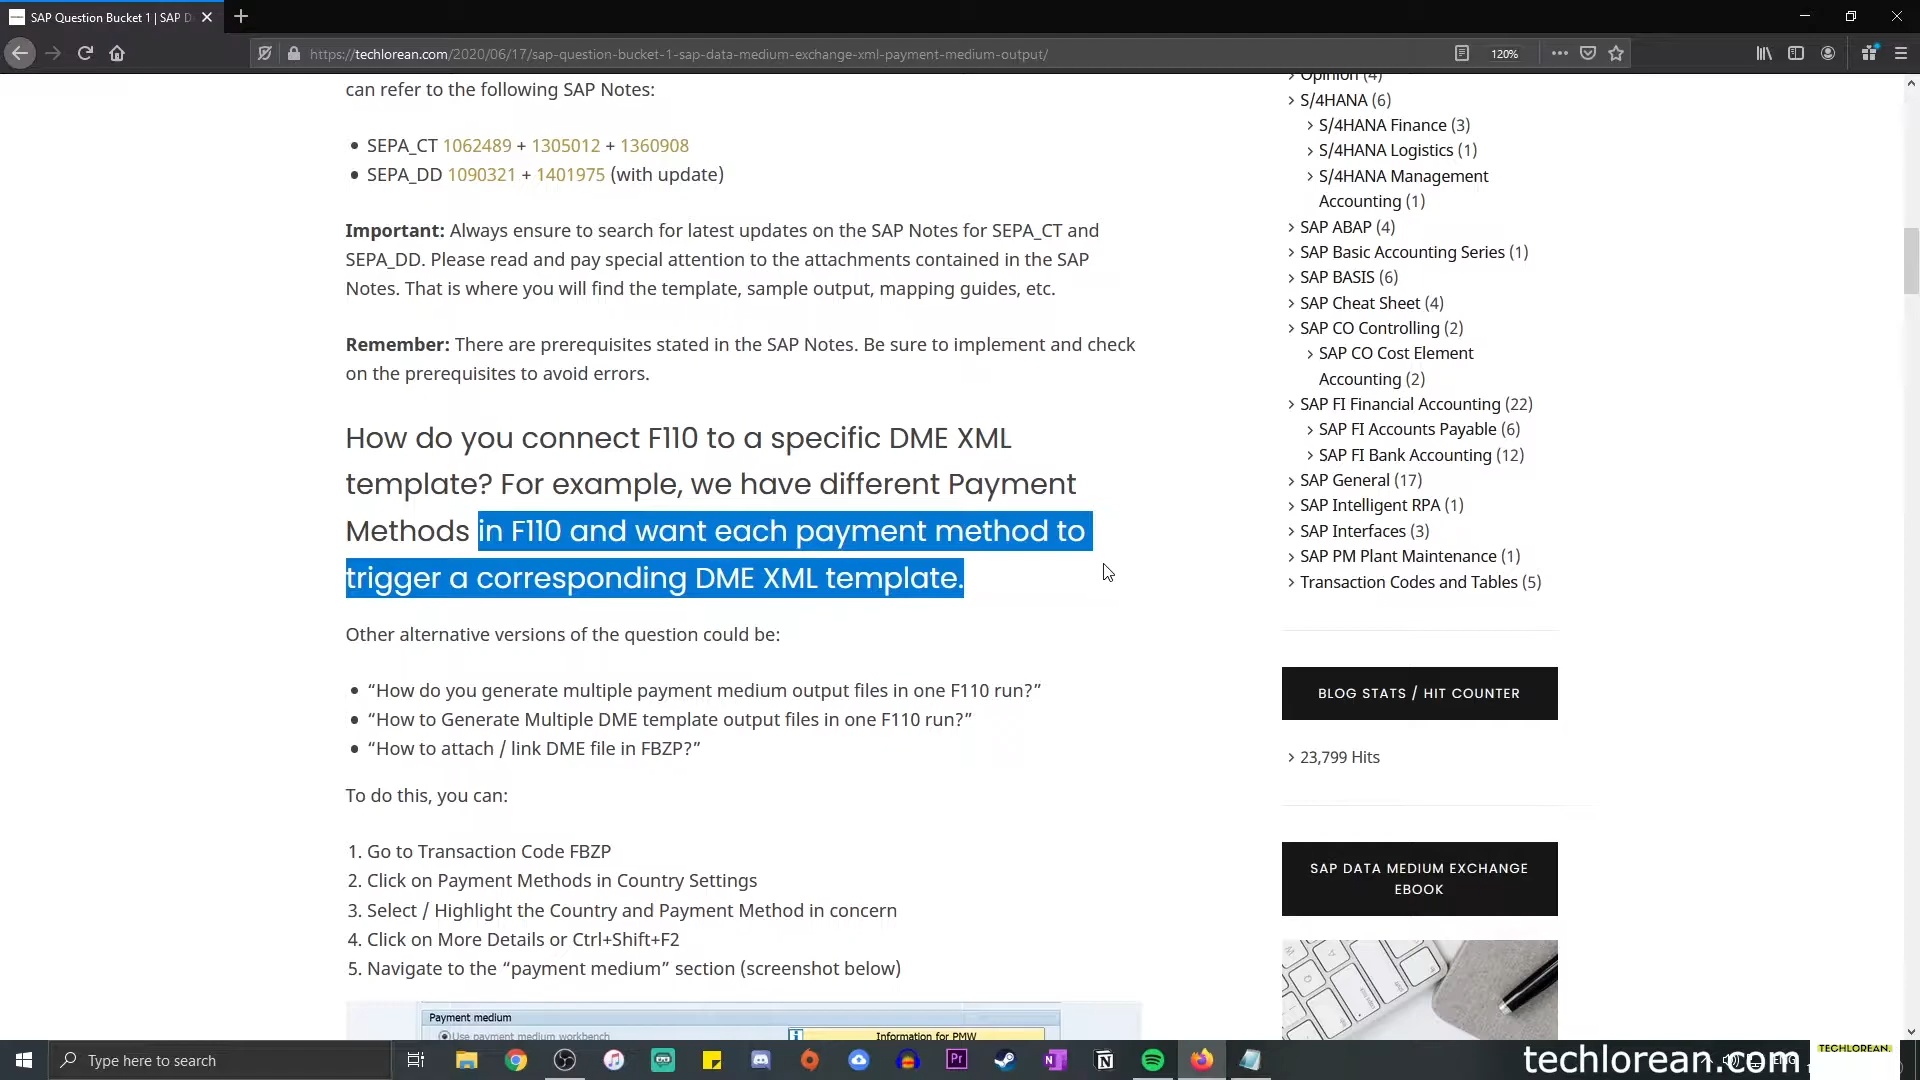 SAP Question Bucket 1 | SAP D
https://techlorean.com/2020/06/17/sap-question-bucket-1-sap-data-medium-exchange-xml-payment-medium-output/
120%
can refer to the following SAP Notes:
SEPA_CT 1062489 + 1305012 + 1360908
SEPA_DD 1090321 + 1401975 (with update)
Important: Always ensure to search for latest updates on the SAP Notes for SEPA_CT and
SEPA_DD. Please read and pay special attention to the attachments contained in the SAP
Notes. That is where you will find the template, sample output, mapping guides, etc.
Remember: There are prerequisites stated in the SAP Notes. Be sure to implement and check
on the prerequisites to avoid errors.
How do you connect F110 to a specific DME XML
template? For example, we have different Payment
Methods in F110 and want each payment method to
trigger a corresponding DME XML template.
Other alternative versions of the question could be:
“How do you generate multiple payment medium output files in one F110 run?”
“How to Generate Multiple DME template output files in one F110 run?”
“How to attach / link DME file in FBZP?”
To do this, you can:
1. Go to Transaction Code FBZP
2. Click on Payment Methods in Country Settings
3. Select / Highlight the Country and Payment Method in concern
4. Click on More Details or Ctrl+Shift+F2
5. Navigate to the “payment medium” section (screenshot below)
Payment medium
Use payment medium workbench
Information for PMW
Opinion (4)
S/4HANA (6)
S/4HANA Finance (3)
S/4HANA Logistics (1)
S/4HANA Management
Accounting (1)
SAP ABAP (4)
SAP Basic Accounting Series (1)
SAP BASIS (6)
SAP Cheat Sheet (4)
SAP CO Controlling (2)
SAP CO Cost Element
Accounting (2)
SAP FI Financial Accounting (22)
SAP FI Accounts Payable (6)
SAP FI Bank Accounting (12)
SAP General (17)
SAP Intelligent RPA (1)
SAP Interfaces (3)
SAP PM Plant Maintenance (1)
Transaction Codes and Tables (5)
BLOG STATS / HIT COUNTER
23,799 Hits
SAP DATA MEDIUM EXCHANGE
EBOOK
Type here to search
techlorean.com
TECHLOREAN.